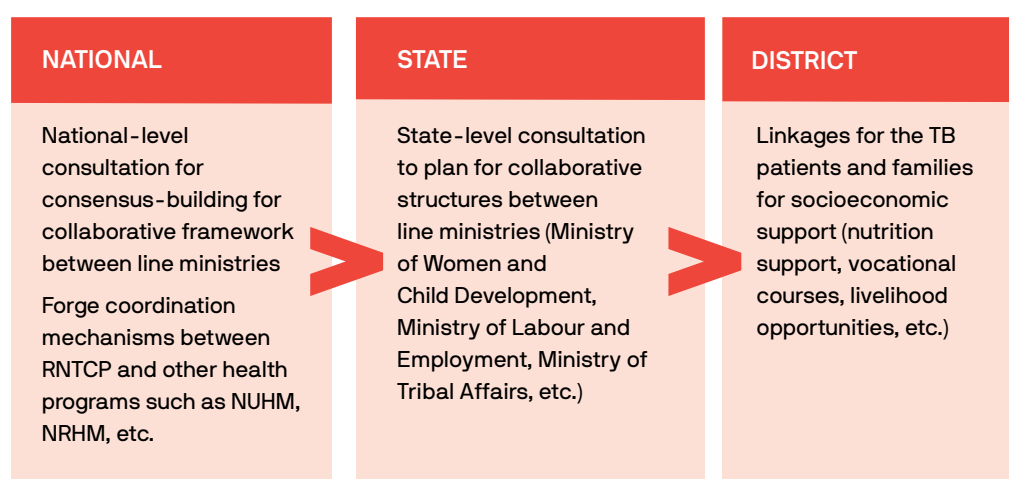 NATIONAL
National-level
consultation for
consensus-building for
collaborative framework
between line ministries
Forge coordination
mechanisms between
RNTCP and other health
programs such as NUHM,
NRHM, etc.
STATE
State-level consultation
to plan for collaborative
structures between
line ministries (Ministry
of Women and
Child Development,
Ministry of Labour and
Employment, Ministry of
Tribal Affairs, etc.)
DISTRICT
Linkages for the TB
patients and families
for socioeconomic
support (nutrition
support, vocational
courses, livelihood
opportunities, etc.)